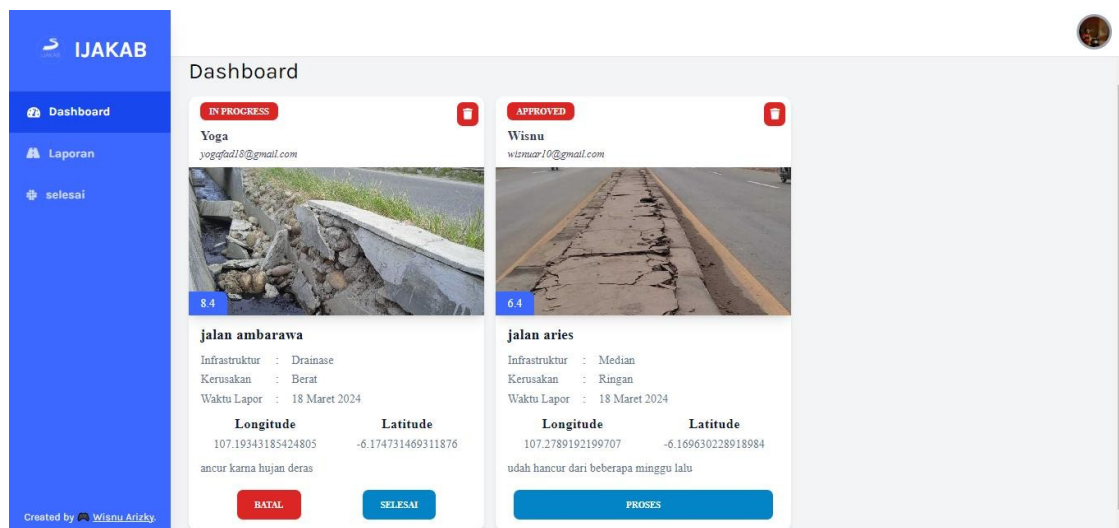 IJAKAB
Dashboard
Laporan
selesai
Created by Wisnu Arizky.
Dashboard
IN PROGRESS
Yoga
yogafad18@gmail.com
8.4
jalan ambarawa
Infrastruktur : Drainase
Kerusakan : Berat
Waktu Lapor : 18 Maret 2024
Longitude Latitude
107.19343185424805 -6.174731469311876
ancur karna hujan deras
BATAL SELESAI
APPROVED
Wisnu
wisnuar10@gmail.com
6.4
jalan aries
Infrastruktur : Median
Kerusakan : Ringan
Waktu Lapor : 18 Maret 2024
Longitude Latitude
107.2789192199707 -6.169630228918984
udah hancur dari beberapa minggu lalu
PROSES